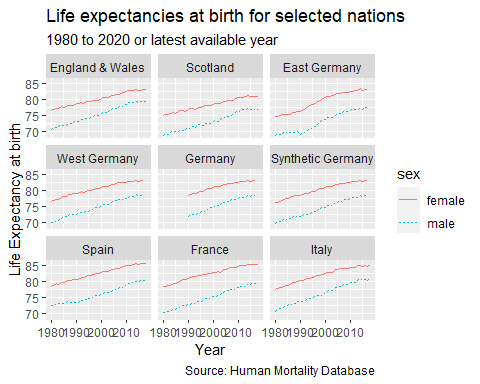 Life expectancies at birth for selected nations
1980 to 2020 or latest available year
England & Wales
Scotland
East Germany
85
80
75
70
West Germany
Germany
Synthetic Germany
85
80
75
70
Spain
France
Italy
85
80
75
70
Life Expectancy at birth
1980 1990 2000 2010
1980 1990 2000 2010
1980 1990 2000 2010
Year
sex
female
male
Source: Human Mortality Database